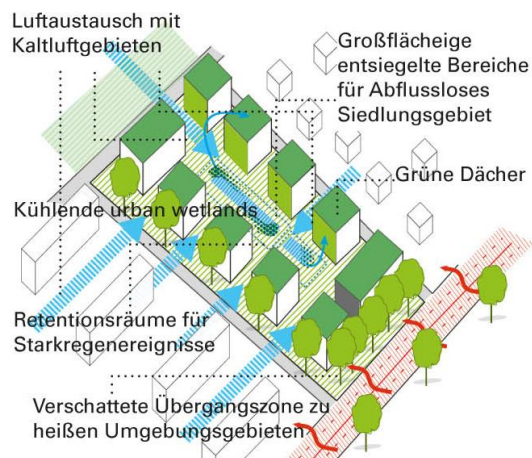 Luftaustausch mit
Kaltluftgebieten
Großflächeige
entsiegelte Bereiche
für Abflussloses
Siedlungsgebiet
Grüne Dächer
Kühlende urban wetlands
Retentionsräume für
Starkregenereignisse
Verschattete Übergangszone zu
heißen Umgebungsgebieten